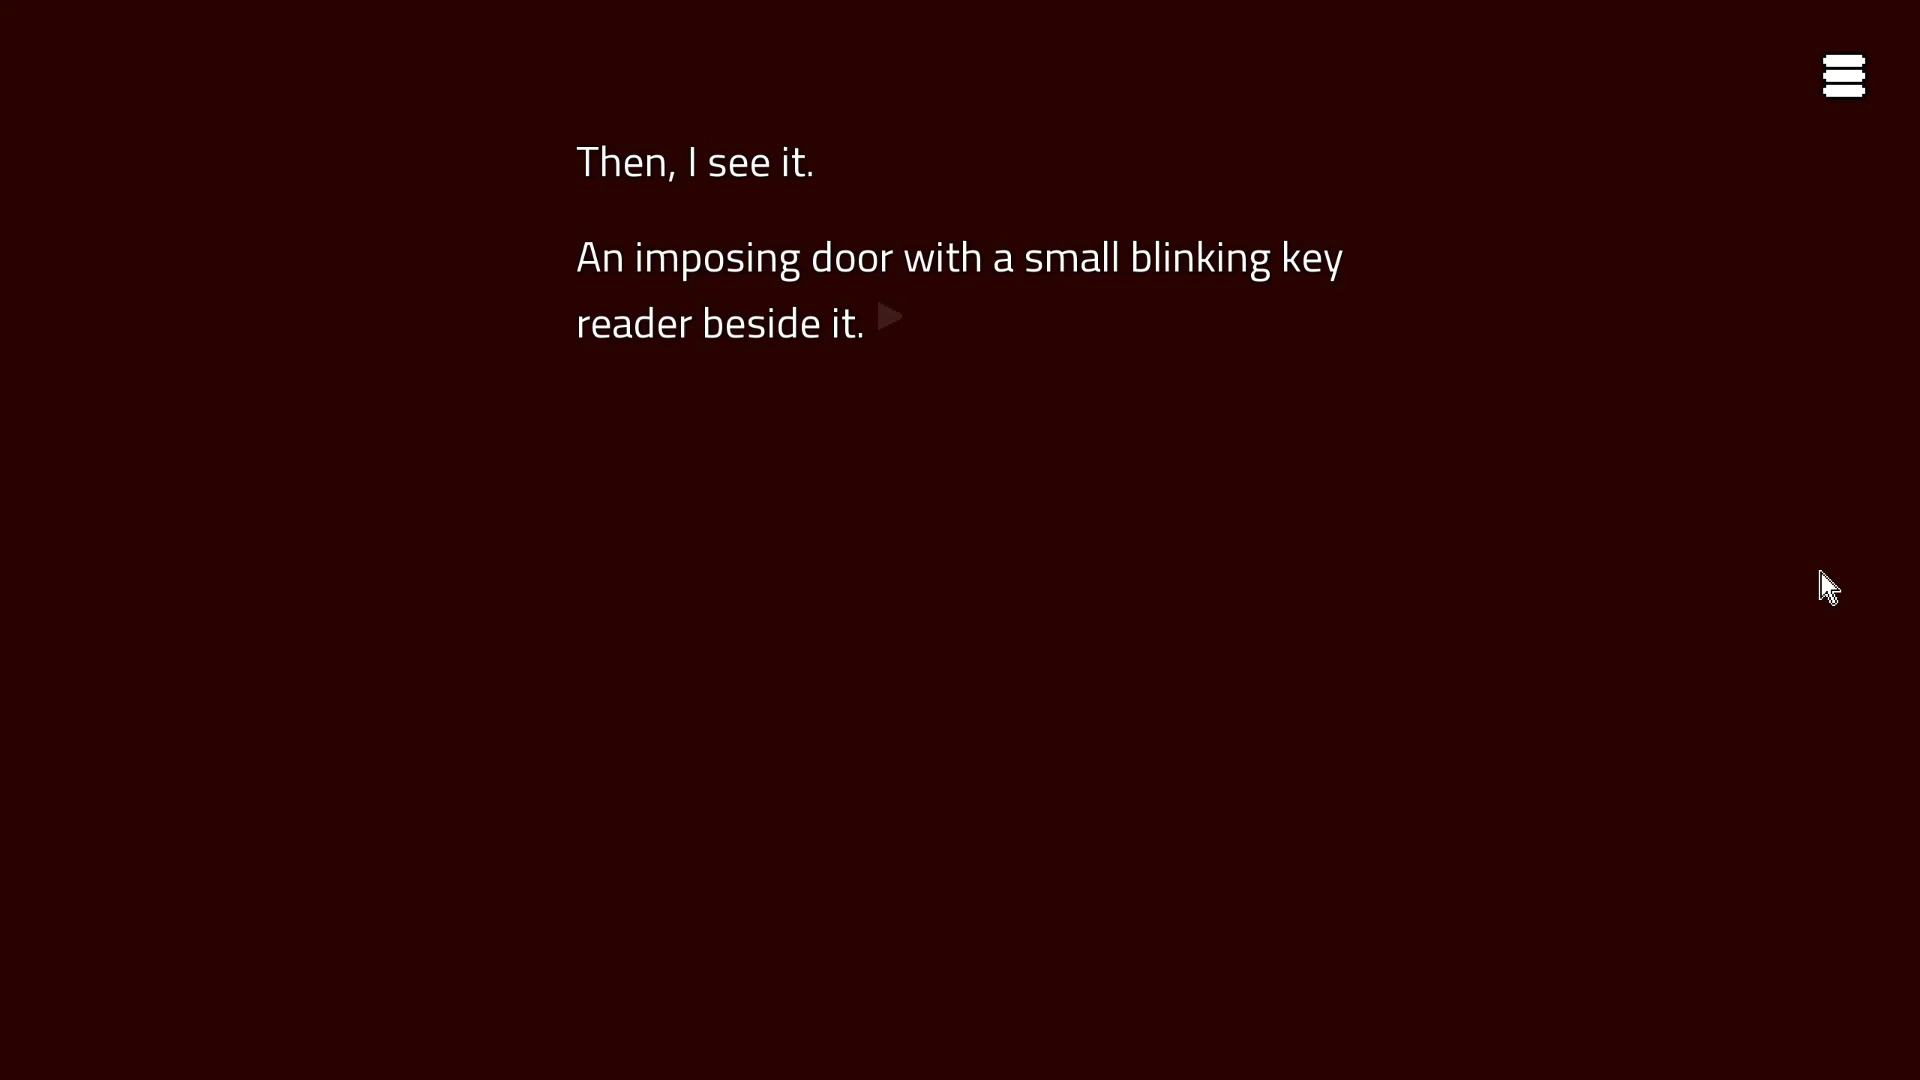 Then, I see it.
An imposing door with a small blinking key
reader beside it.